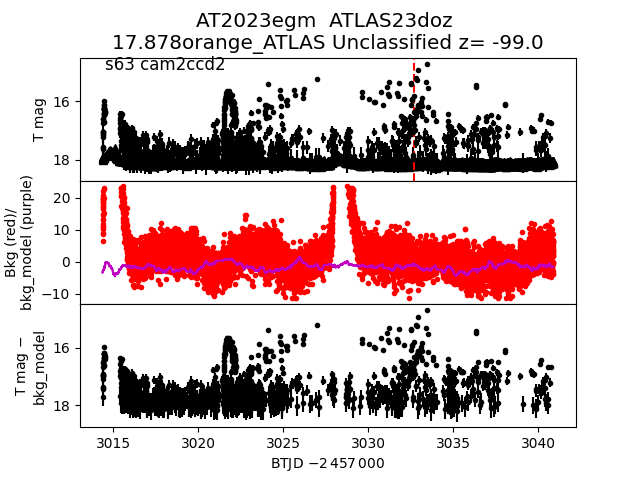 AT2023egm  ATLAS23doz
17.878orange_ATLAS Unclassified z= -99.0
s63 cam2ccd2
T mag
16
18
Bkg (red)/
bkg_model (purple)
20
10
0
−10
T mag −
bkg_model
16
18
3015 3020 3025 3030 3035 3040
BTJD −2 457 000